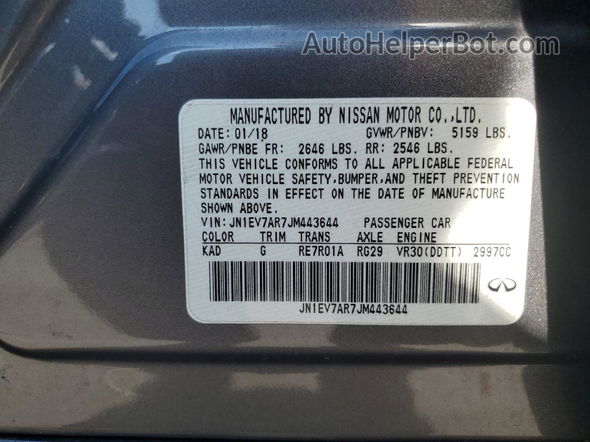 AutoHelperBot.com
MANUFACTURED BY NISSAN MOTOR CO.,LTD.
DATE: 01/18 GVWR/PNBV: 5159 LBS.
GAWR/PNBE FR: 2646 LBS. RR: 2546 LBS.
THIS VEHICLE CONFORMS TO ALL APPLICABLE FEDERAL
MOTOR VEHICLE SAFETY,BUMPER,AND THEFT PREVENTION
STANDARDS IN EFFECT ON THE DATE OF MANUFACTURE
SHOWN ABOVE.
VIN: JN1EV7AR7JM443644 PASSENGER CAR
COLOR TRIM TRANS AXLE ENGINE
KAD G RE7R01A RG29 VR30(DDTT) 2997CC
JN1EV7AR7JM443644